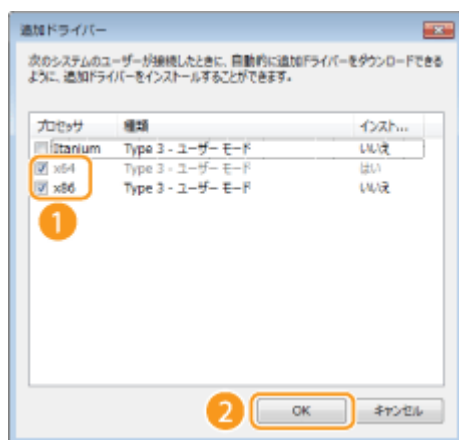 追加ドライバー
次のシステムのユーザーが接続したときに、自動的に追加ドライバーをダウンロードできる
ように、追加ドライバーをインストールすることができます。
プロセッサ 種類 インスト...
Itanium Type 3 - ユーザー モード いいえ
x64 Type 3 - ユーザー モード はい
x86 Type 3 - ユーザー モード いいえ
1
2 OK キャンセル